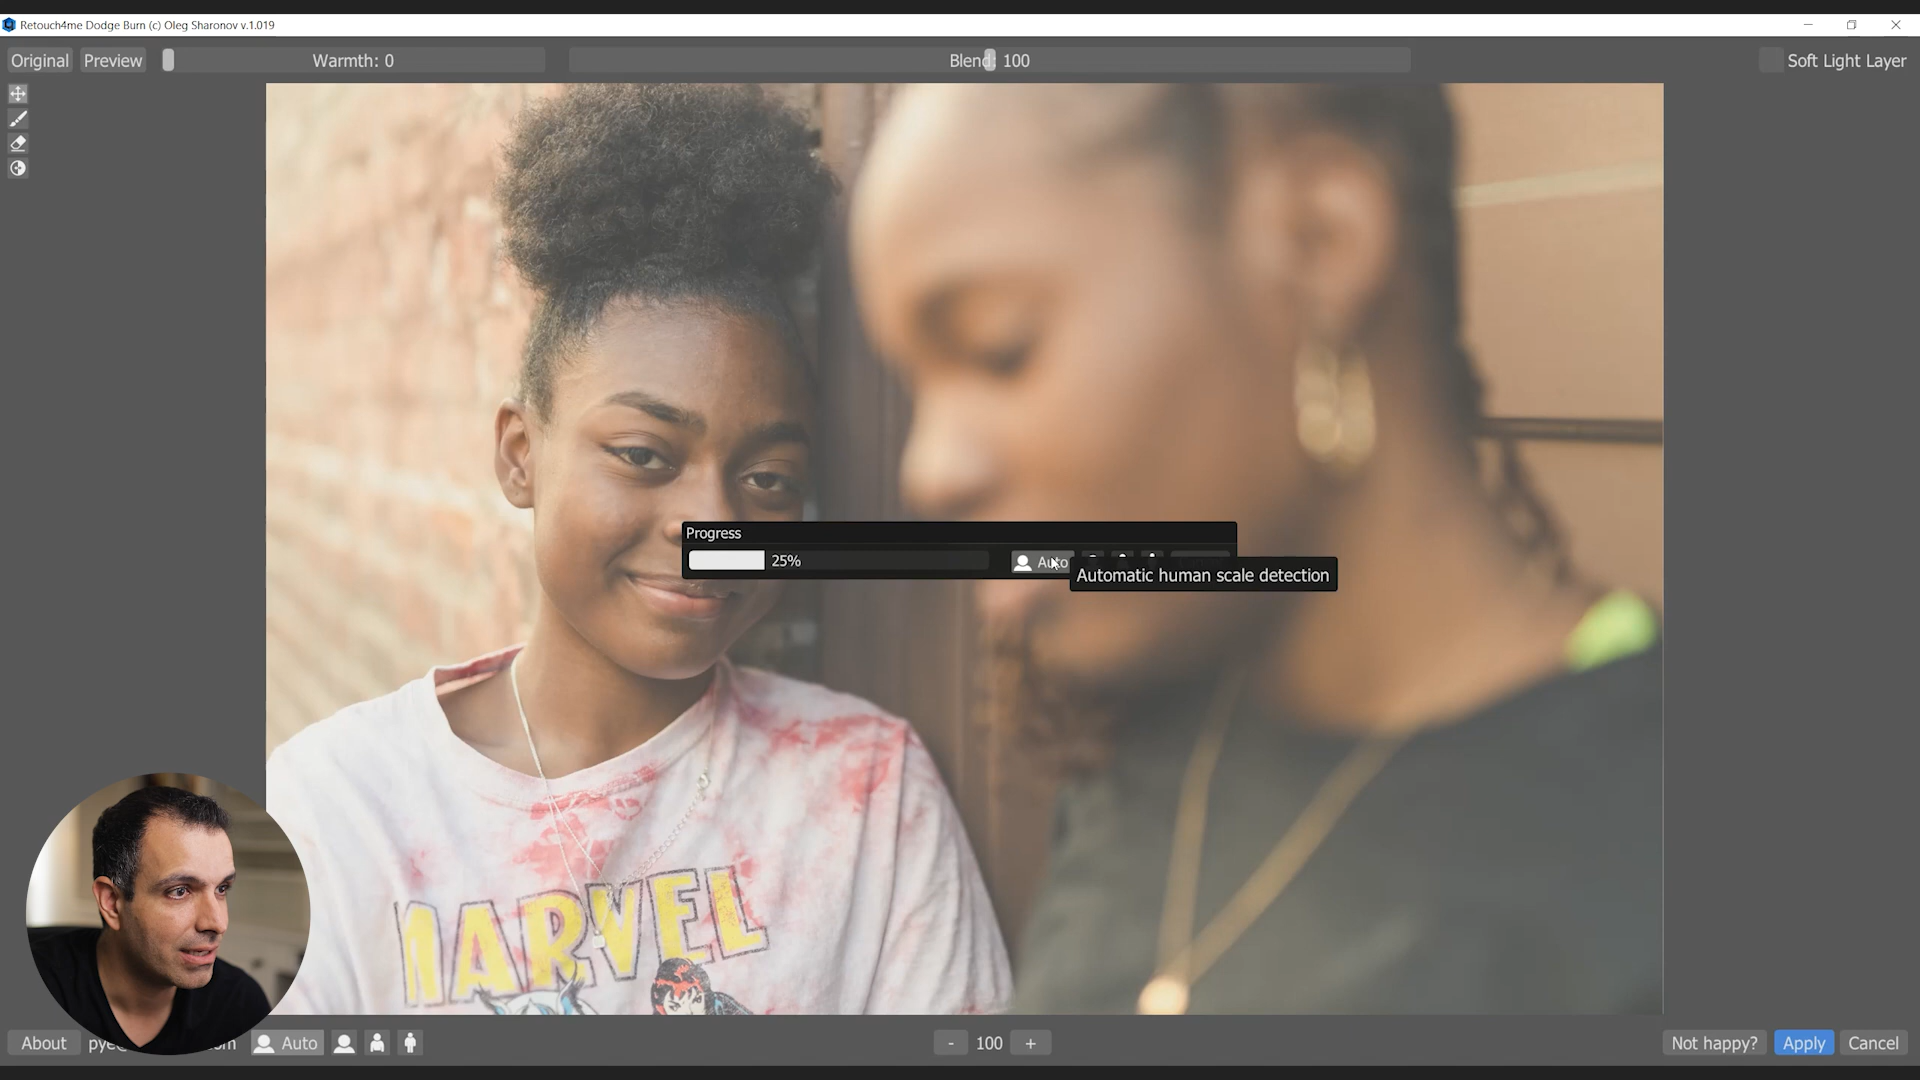 Retouch4me Dodge Burn (c) Oleg Sharonov v.1.019
Original Preview Warmth: 0 Blend: 100 Soft Light Layer
Progress
25% Auto
Automatic human scale detection
MARVEL
About Auto - 100 + Not happy? Apply Cancel